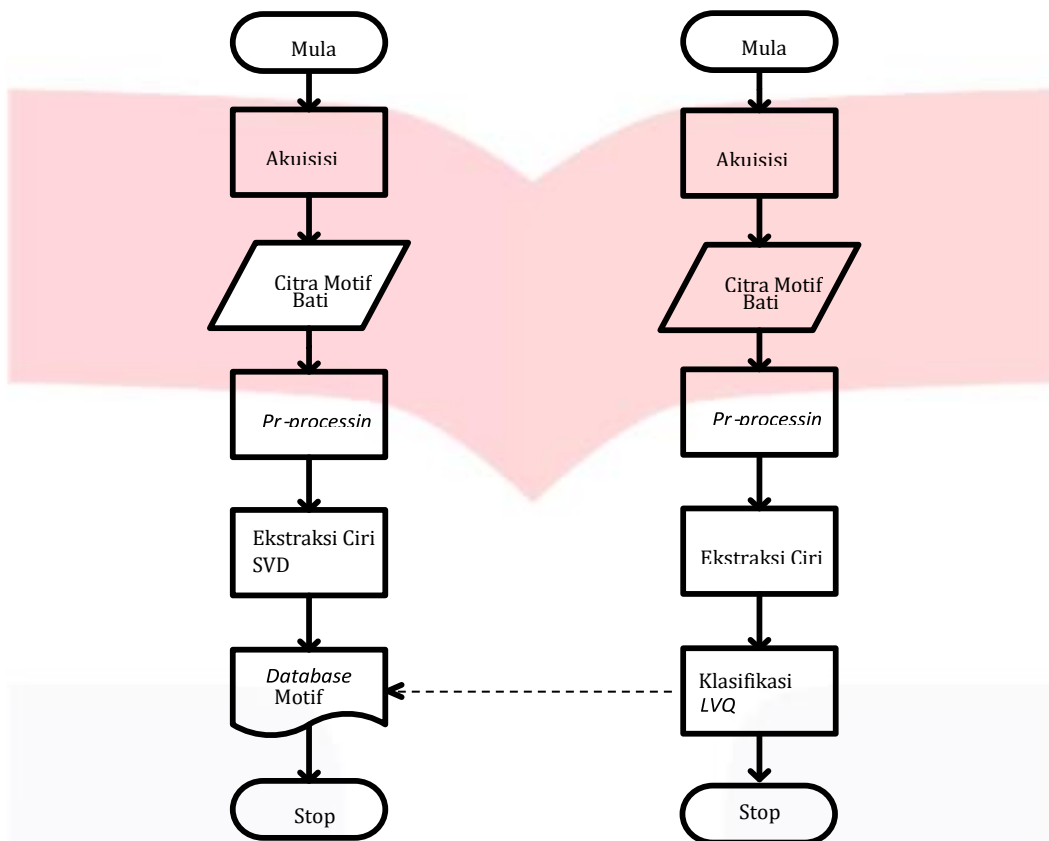 Mula
Akuisisi
Citra Motif
Bati
Pr-processin
Ekstraksi Ciri
SVD
Database
Motif
Stop
Mula
Akuisisi
Citra Motif
Bati
Pr-processin
Ekstraksi Ciri
Klasifikasi
LVQ
Stop